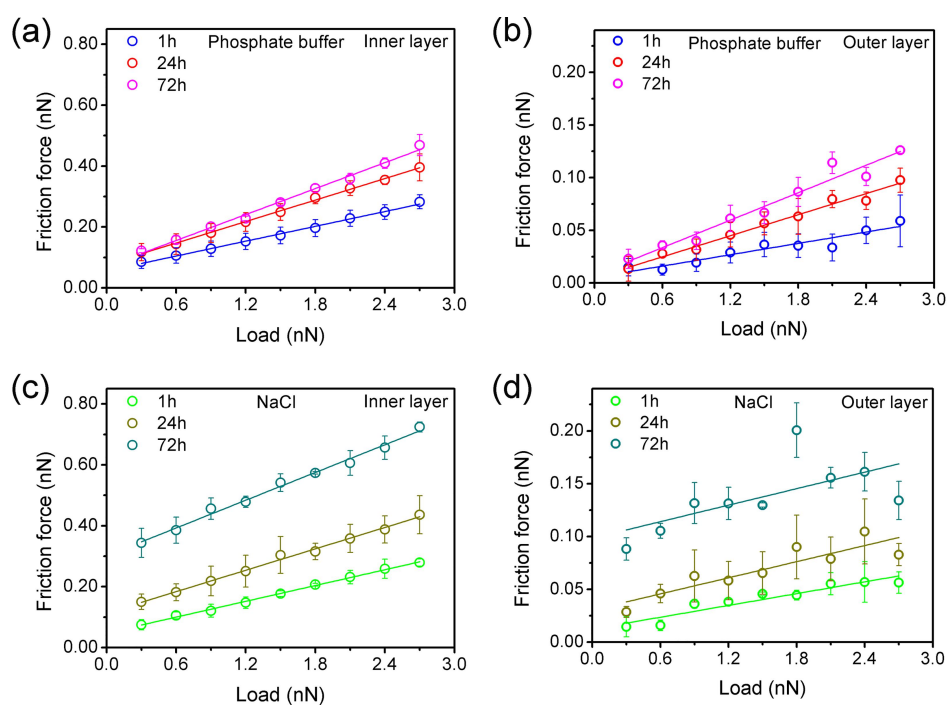 (a)
1h Phosphate buffer Inner layer
24h
72h
Friction force (nN)
0.80
0.60
0.40
0.20
0.00
0.0 0.6 1.2 1.8 2.4 3.0
Load (nN)
(b)
1h Phosphate buffer Outer layer
24h
72h
Friction force (nN)
0.20
0.15
0.10
0.05
0.00
0.0 0.6 1.2 1.8 2.4 3.0
Load (nN)
(c)
1h NaCl Inner layer
24h
72h
Friction force (nN)
0.80
0.60
0.40
0.20
0.00
0.0 0.6 1.2 1.8 2.4 3.0
Load (nN)
(d)
1h NaCl Outer layer
24h
72h
Friction force (nN)
0.20
0.15
0.10
0.05
0.00
0.0 0.6 1.2 1.8 2.4 3.0
Load (nN)